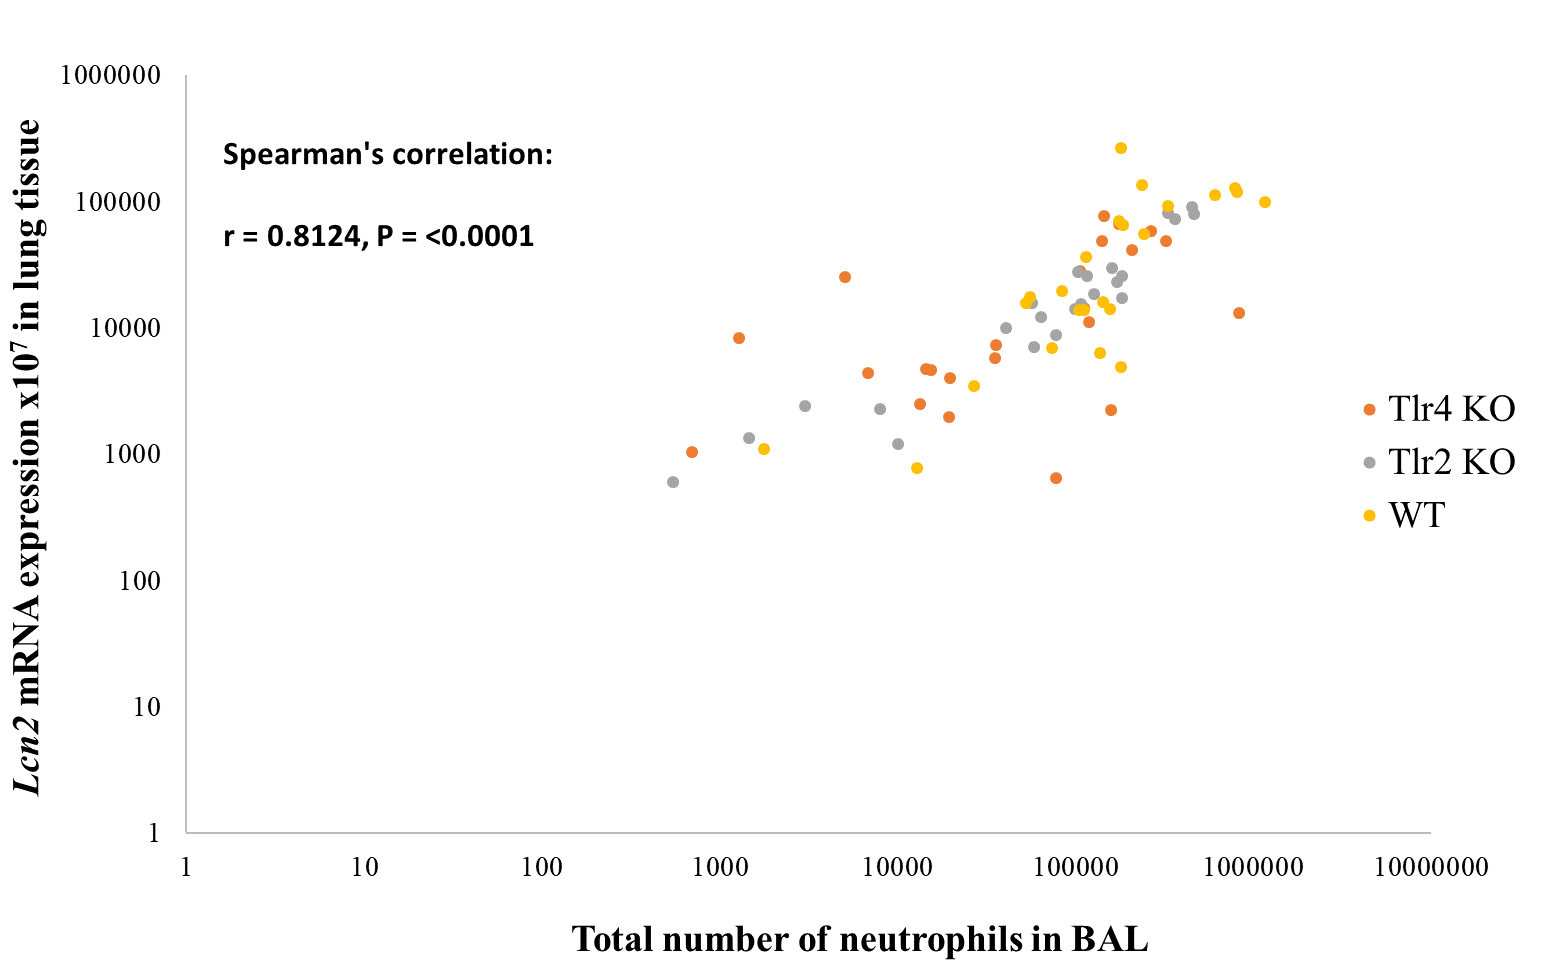 1000000
100000
10000
1000
100
10
1
Lcn2 mRNA expression x10⁷ in lung tissue
Spearman's correlation:
r = 0.8124, P = <0.0001
Tlr4 KO
Tlr2 KO
WT
1 10 100 1000 10000 100000 1000000 10000000
Total number of neutrophils in BAL